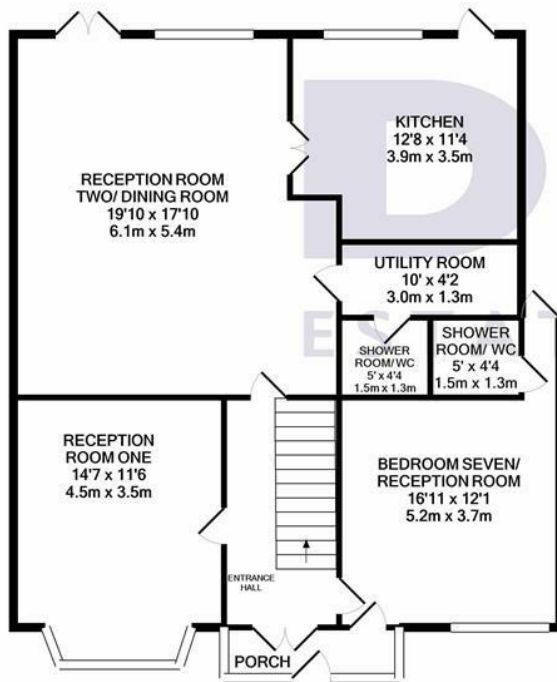 KITCHEN
12'8 x 11'4
3.9m x 3.5m
RECEPTION ROOM
TWO/ DINING ROOM
19'10 x 17'10
6.1m x 5.4m
UTILITY ROOM
10' x 4'2
3.0m x 1.3m
SHOWER
ROOM/ WC
5' x 4'4
1.5m x 1.3m
SHOWER
ROOM/ WC
5' x 4'4
1.5m x 1.3m
RECEPTION
ROOM ONE
14'7 x 11'6
4.5m x 3.5m
BEDROOM SEVEN/
RECEPTION ROOM
16'11 x 12'1
5.2m x 3.7m
ENTRANCE
HALL
PORCH
D